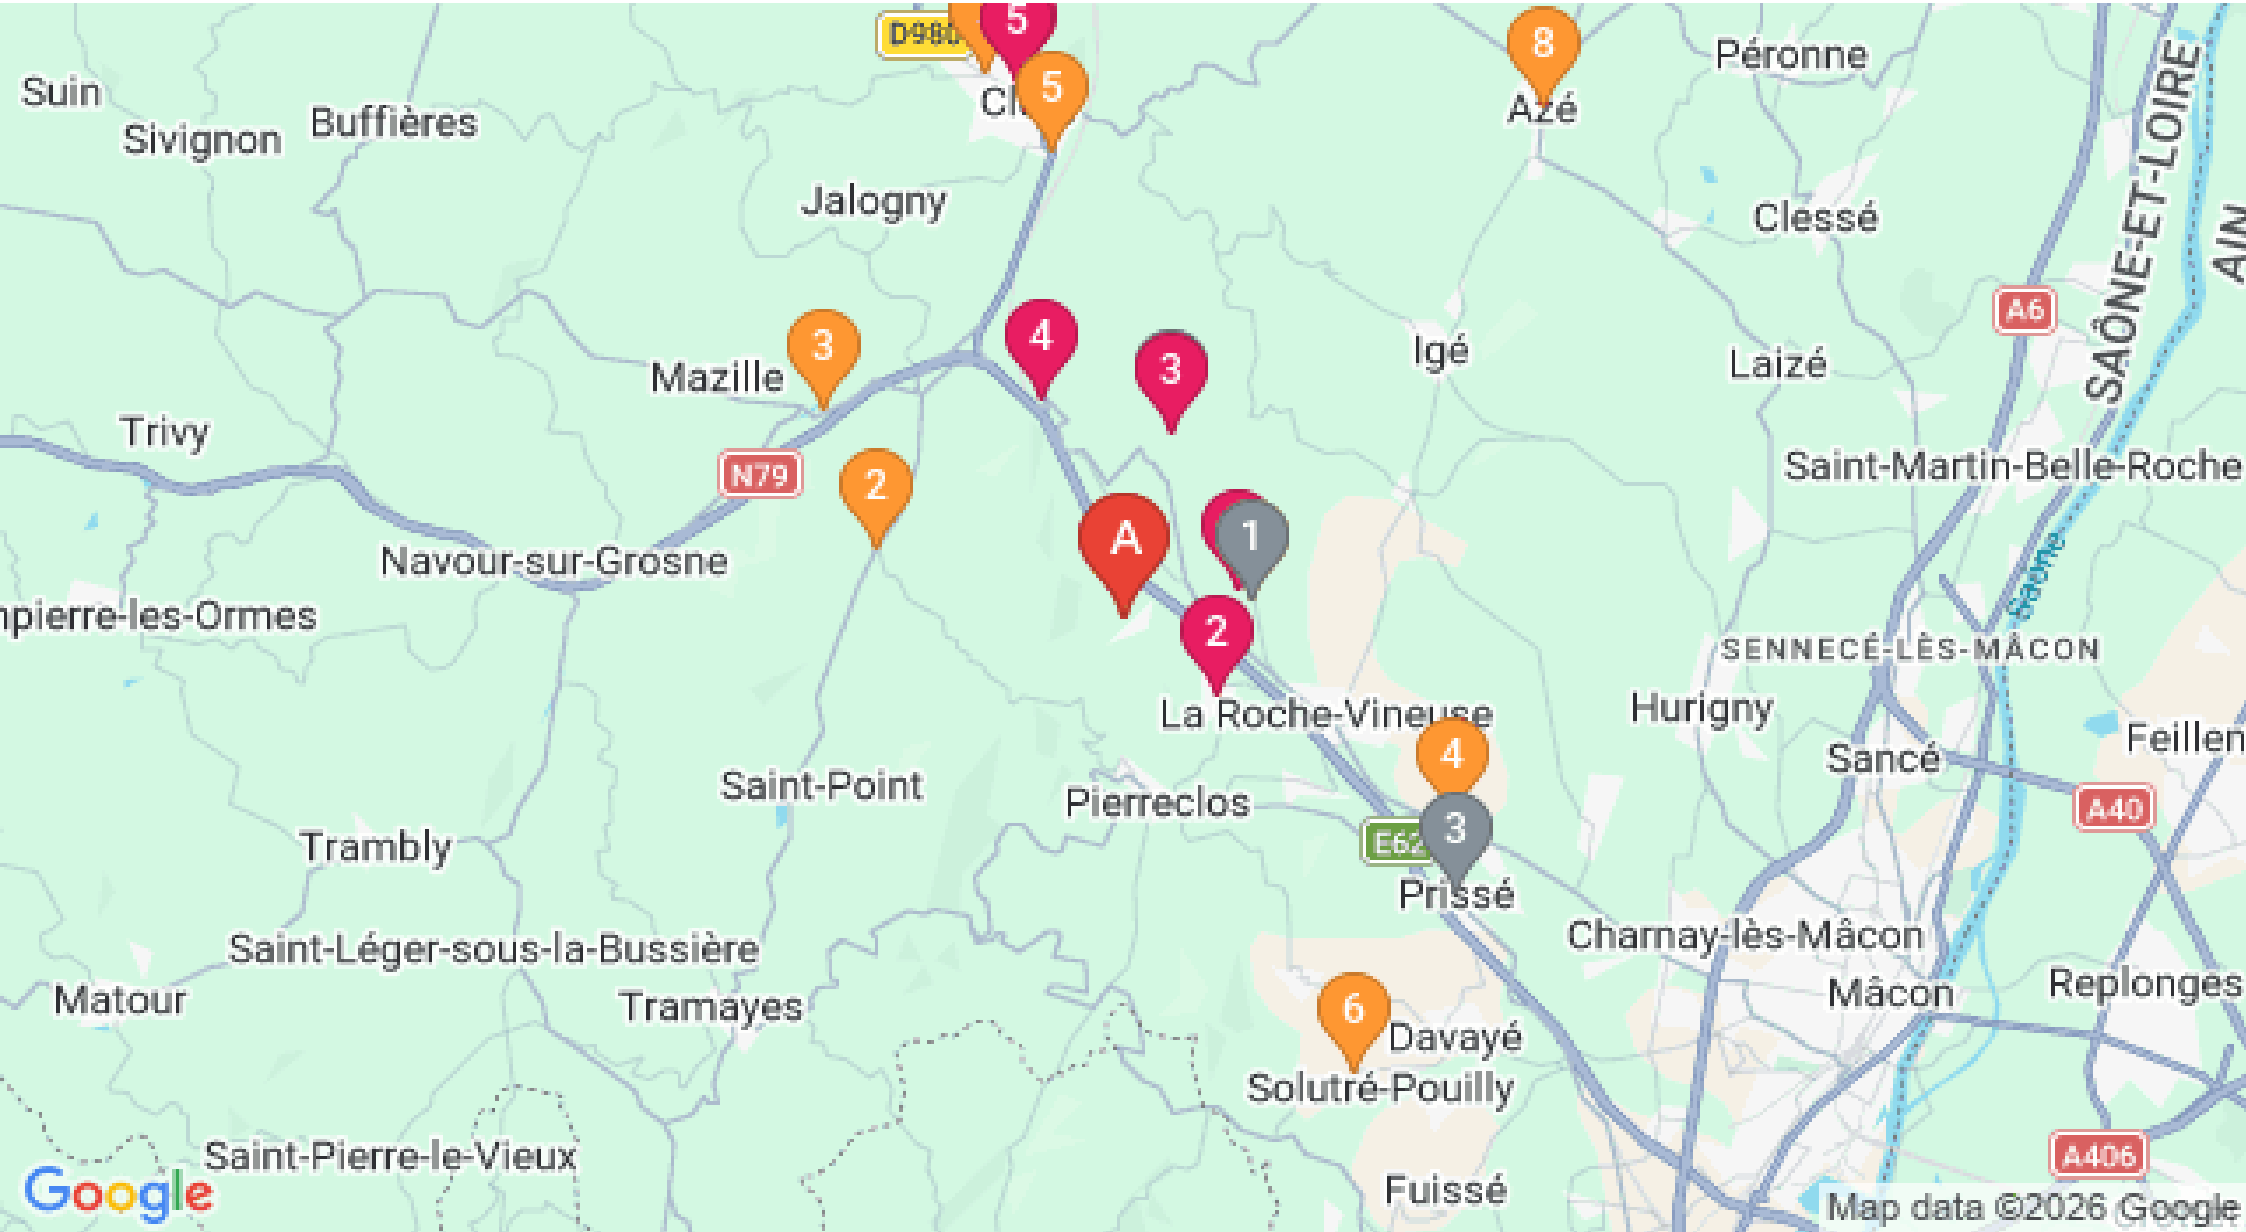 5
D980
8
Péronne
Suin
5
Azé
Buffières
Sivignon
SAÔNE-ET-LOIRE
Jalogny
Clessé
AIN
A6
3
4
3
Igé
Laizé
Mazille
Trivy
N79
2
Saint-Martin-Belle-Roche
A
1
Navour-sur-Grosne
Saône
mpierre-les-Ormes
2
SENNECÉ-LÈS-MÂCON
La Roche-Vineuse
Hurigny
Feillen
4
Sancé
Saint-Point
Pierreclos
A40
3
E62
Trambly
Prissé
Charnay-lès-Mâcon
Saint-Léger-sous-la-Bussière
Matour
Tramayes
Mâcon
Replonges
6
Davayé
Solutré-Pouilly
Saint-Pierre-le-Vieux
A406
Fuissé
Google
Map data ©2026 Google